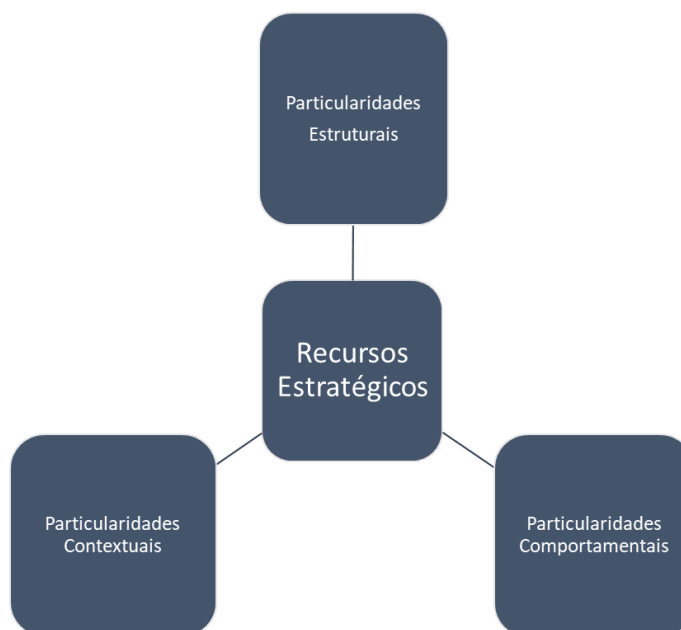 Particularidades
Estruturais
Recursos
Estratégicos
Particularidades
Contextuais
Particularidades
Comportamentais